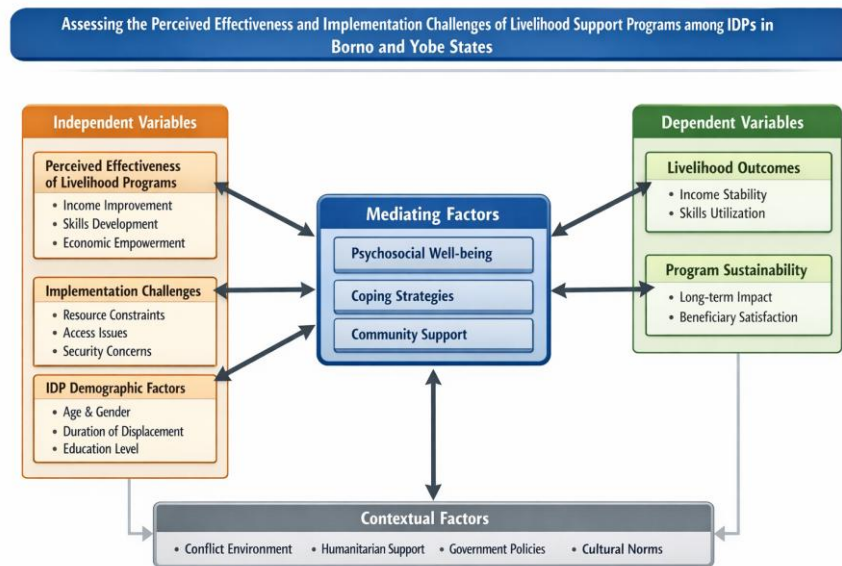 Assessing the Perceived Effectiveness and Implementation Challenges of Livelihood Support Programs among IDPs in
Borno and Yobe States
Independent Variables
Perceived Effectiveness
of Livelihood Programs
• Income Improvement
• Skills Development
• Economic Empowerment
Implementation Challenges
• Resource Constraints
• Access Issues
• Security Concerns
IDP Demographic Factors
• Age & Gender
• Duration of Displacement
• Education Level
Mediating Factors
Psychosocial Well-being
Coping Strategies
Community Support
Dependent Variables
Livelihood Outcomes
• Income Stability
• Skills Utilization
Program Sustainability
• Long-term Impact
• Beneficiary Satisfaction
Contextual Factors
• Conflict Environment • Humanitarian Support • Government Policies • Cultural Norms